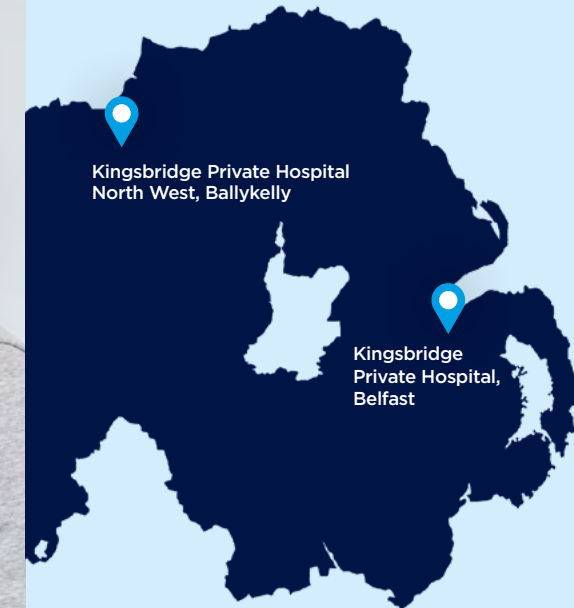 Kingsbridge Private Hospital
North West, Ballykelly
Kingsbridge
Private Hospital,
Belfast